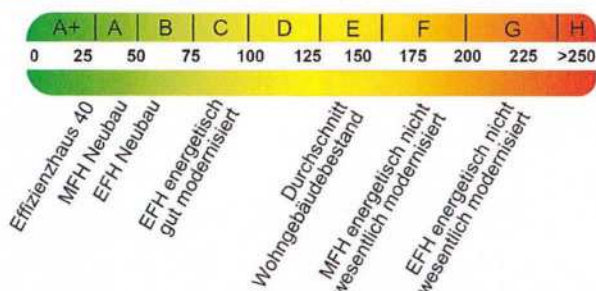 A+ A B C D E F G H
0 25 50 75 100 125 150 175 200 225 >250
Effizienzhaus 40
MFH Neubau
EFH Neubau
EFH energetisch
gut modernisiert
Durchschnitt
Wohngebäudebestand
MFH energetisch nicht
wesentlich modernisiert
EFH energetisch nicht
wesentlich modernisiert